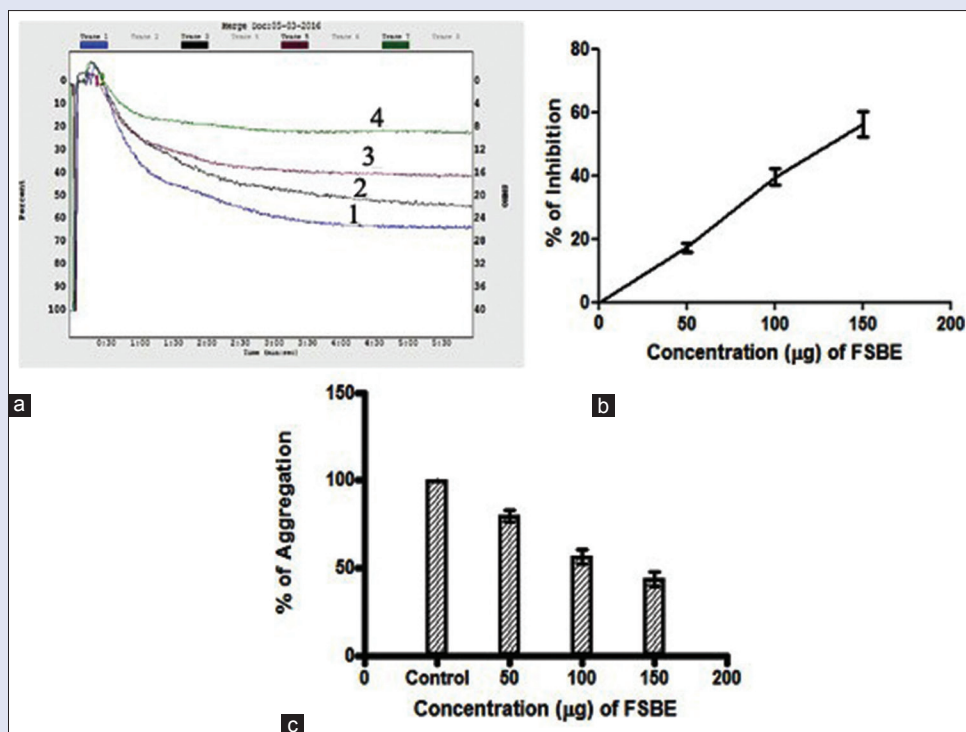 Merge Doc:05-03-2016
Trace 1 Trace 2 Trace 3 Trace 4 Trace 5 Trace 6 Trace 7 Trace 8
0 0
10 4
20 8
30 12
40 16
50 20
60 24
70 28
80 32
90 36
100 40
Percent
4
3
2
1
0:30 1:00 1:30 2:00 2:30 3:00 3:30 4:00 4:30 5:00 5:30
Time (min:sec)
a
80
60
40
20
0
% of Inhibition
0 50 100 150 200
Concentration (µg) of FSBE
b
150
100
50
0
% of Aggregation
0 Control 50 100 150 200
Concentration (µg) of FSBE
c